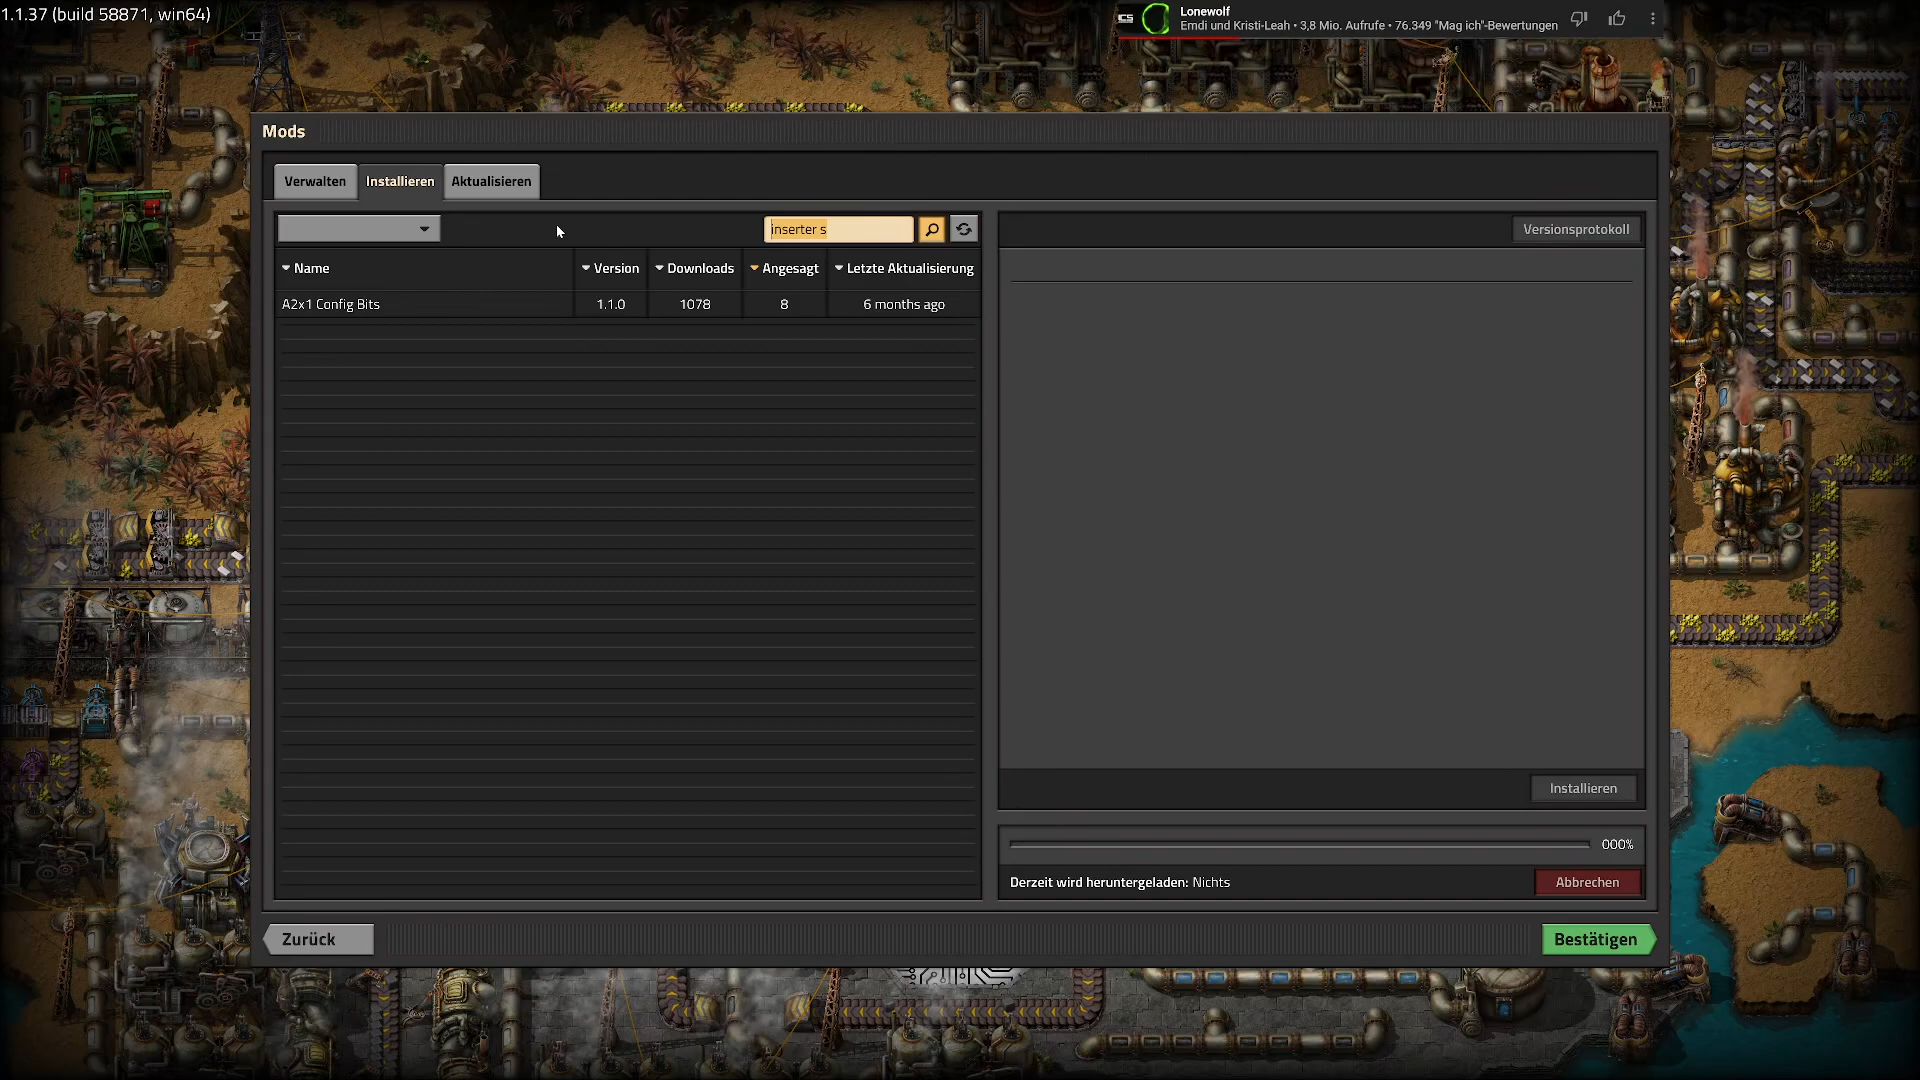 1.1.37 (build 58871, win64)
Lonewolf
Emdi und Kristi-Leah • 3,8 Mio. Aufrufe • 76.349 "Mag ich"-Bewertungen
Mods
Verwalten Installieren Aktualisieren
inserter s
Versionsprotokoll
Name Version Downloads Angesagt Letzte Aktualisierung
A2x1 Config Bits 1.1.0 1078 8 6 months ago
Installieren
000%
Derzeit wird heruntergeladen: Nichts
Abbrechen
Zurück
Bestätigen